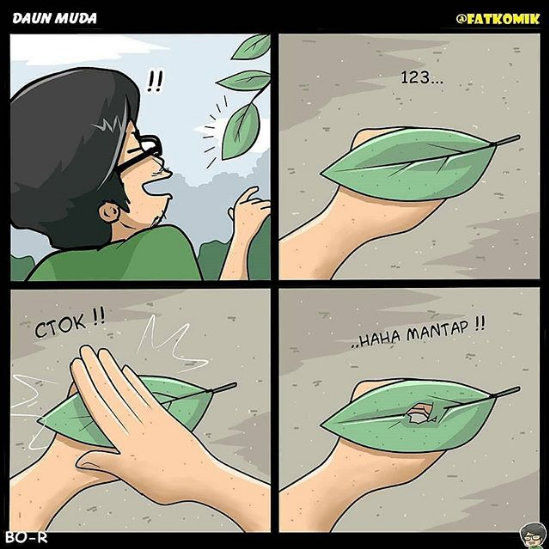 DAUN MUDA
@FATKOMIK
!!
123...
CTOK !!
..HAHA MANTAP !!
BO-R